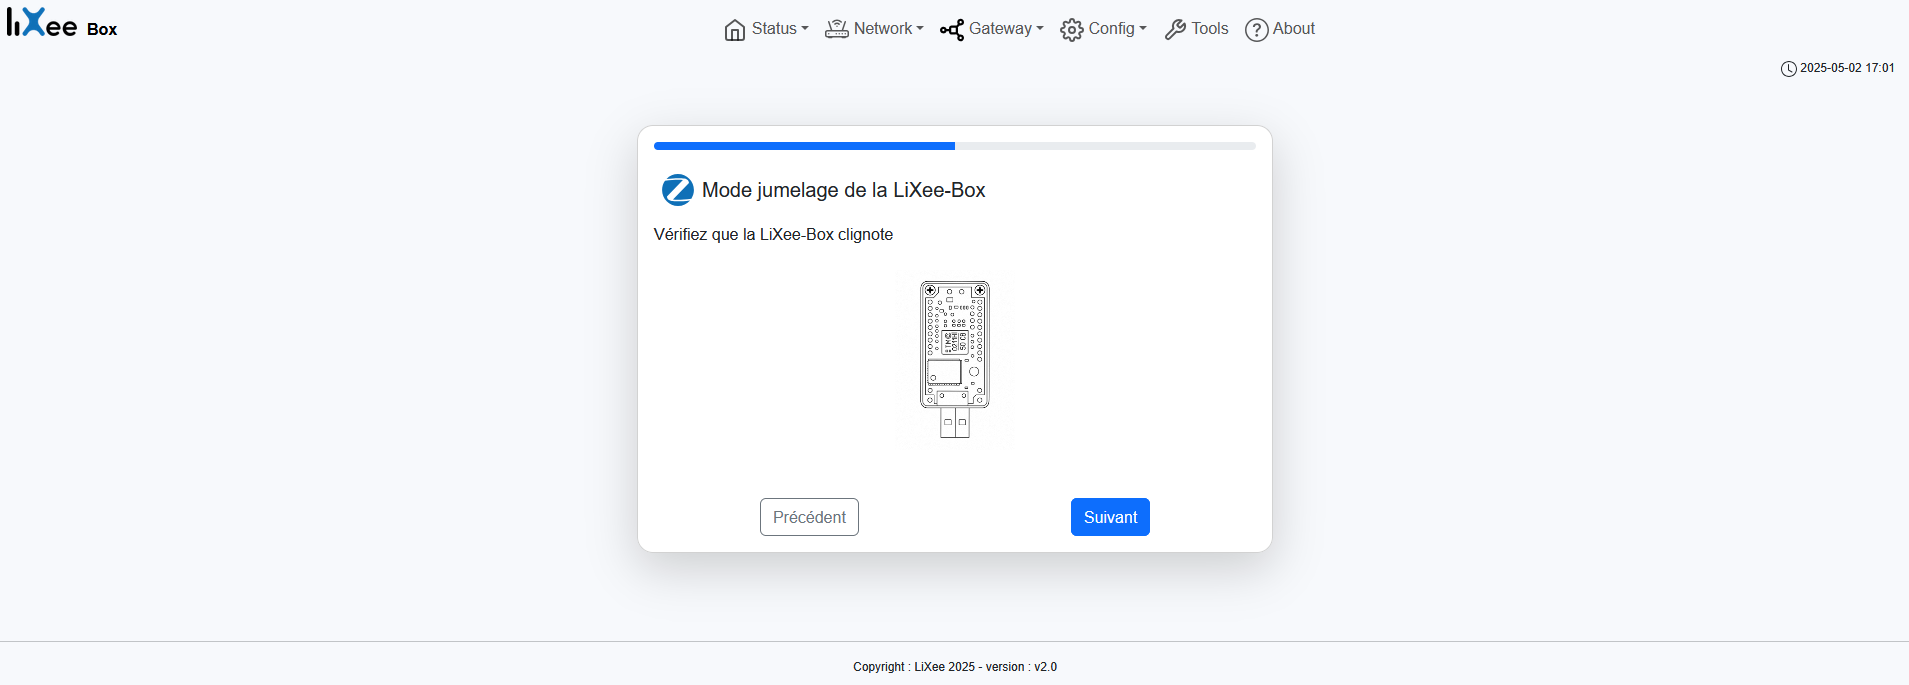 liXee Box
Status
Network
Gateway
Config
Tools
About
2025-05-02 17:01
Mode jumelage de la LiXee-Box
Vérifiez que la LiXee-Box clignote
Précédent
Suivant
Copyright : LiXee 2025 - version : v2.0